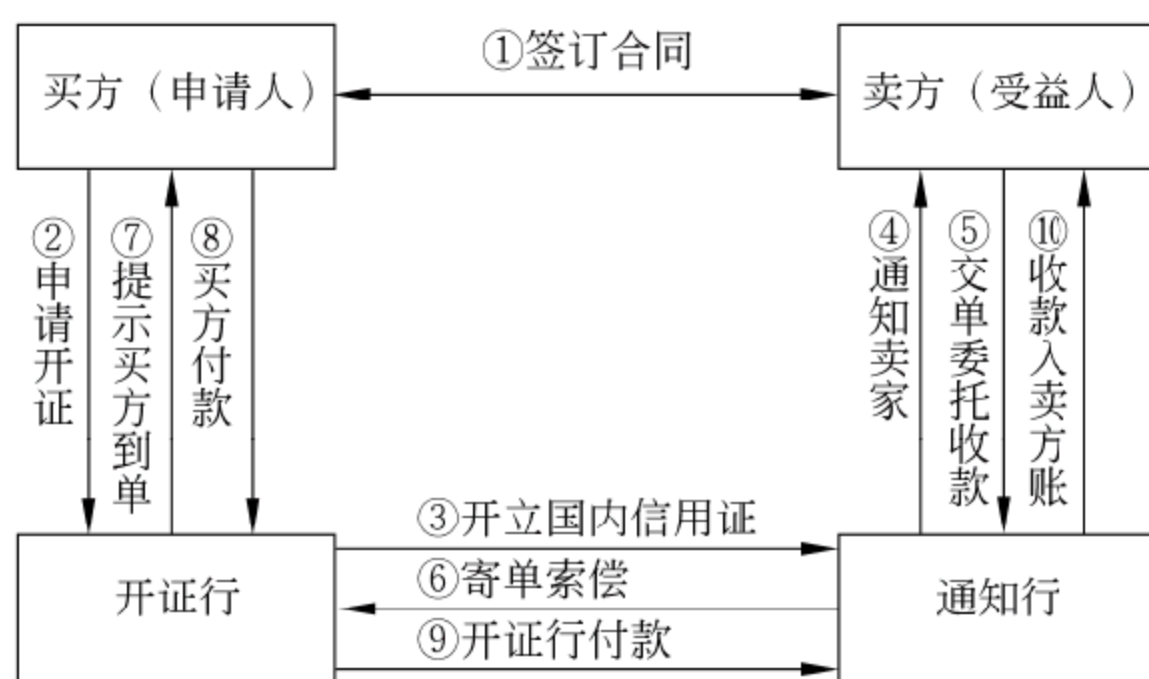 ①签订合同
买方（申请人）
卖方（受益人）
②申请开证
⑦提示买方到单
⑧买方付款
④通知卖家
⑤交单委托收款
⑩收款入卖方账
③开立国内信用证
⑥寄单索偿
⑨开证行付款
开证行
通知行